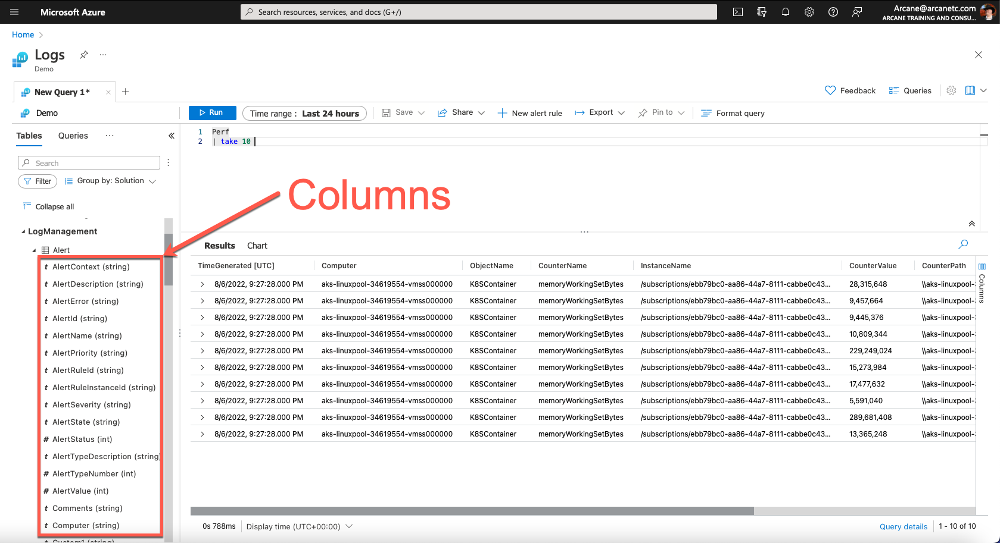 Microsoft Azure
Search resources, services, and docs (G+/)
Arcane@arcanetc.com
ARCANE TRAINING AND CONSU...
Home
Logs
Demo
New Query 1*
Feedback
Queries
Demo
Run
Time range : Last 24 hours
Save
Share
New alert rule
Export
Pin to
Format query
Tables
Queries
1 Perf
2 | take 10
Search
Filter
Group by: Solution
Columns
Collapse all
LogManagement
Alert
t AlertContext (string)
t AlertDescription (string)
t AlertError (string)
t AlertId (string)
t AlertName (string)
t AlertPriority (string)
t AlertRuleId (string)
t AlertRuleInstanceId (string)
t AlertSeverity (string)
t AlertState (string)
# AlertStatus (int)
t AlertTypeDescription (string)
# AlertTypeNumber (int)
# AlertValue (int)
t Comments (string)
t Computer (string)
t Custom1 (string)
Results Chart
TimeGenerated [UTC] Computer ObjectName CounterName InstanceName CounterValue CounterPath
8/6/2022, 9:27:28.000 PM aks-linuxpool-34619554-vmss000000 K8SContainer memoryWorkingSetBytes /subscriptions/ebb79bc0-aa86-44a7-8111-cabbe0c43... 28,315,648 \\aks-linuxpool-
8/6/2022, 9:27:28.000 PM aks-linuxpool-34619554-vmss000000 K8SContainer memoryWorkingSetBytes /subscriptions/ebb79bc0-aa86-44a7-8111-cabbe0c43... 9,457,664 \\aks-linuxpool-
8/6/2022, 9:27:28.000 PM aks-linuxpool-34619554-vmss000000 K8SContainer memoryWorkingSetBytes /subscriptions/ebb79bc0-aa86-44a7-8111-cabbe0c43... 9,445,376 \\aks-linuxpool-
8/6/2022, 9:27:28.000 PM aks-linuxpool-34619554-vmss000000 K8SContainer memoryWorkingSetBytes /subscriptions/ebb79bc0-aa86-44a7-8111-cabbe0c43... 10,809,344 \\aks-linuxpool-
8/6/2022, 9:27:28.000 PM aks-linuxpool-34619554-vmss000000 K8SContainer memoryWorkingSetBytes /subscriptions/ebb79bc0-aa86-44a7-8111-cabbe0c43... 229,249,024 \\aks-linuxpool-
8/6/2022, 9:27:28.000 PM aks-linuxpool-34619554-vmss000000 K8SContainer memoryWorkingSetBytes /subscriptions/ebb79bc0-aa86-44a7-8111-cabbe0c43... 15,273,984 \\aks-linuxpool-
8/6/2022, 9:27:28.000 PM aks-linuxpool-34619554-vmss000000 K8SContainer memoryWorkingSetBytes /subscriptions/ebb79bc0-aa86-44a7-8111-cabbe0c43... 17,477,632 \\aks-linuxpool-
8/6/2022, 9:27:28.000 PM aks-linuxpool-34619554-vmss000000 K8SContainer memoryWorkingSetBytes /subscriptions/ebb79bc0-aa86-44a7-8111-cabbe0c43... 5,591,040 \\aks-linuxpool-
8/6/2022, 9:27:28.000 PM aks-linuxpool-34619554-vmss000000 K8SContainer memoryWorkingSetBytes /subscriptions/ebb79bc0-aa86-44a7-8111-cabbe0c43... 289,681,408 \\aks-linuxpool-
8/6/2022, 9:27:28.000 PM aks-linuxpool-34619554-vmss000000 K8SContainer memoryWorkingSetBytes /subscriptions/ebb79bc0-aa86-44a7-8111-cabbe0c43... 13,365,248 \\aks-linuxpool-
Columns
0s 788ms
Display time (UTC+00:00)
Query details
1 - 10 of 10